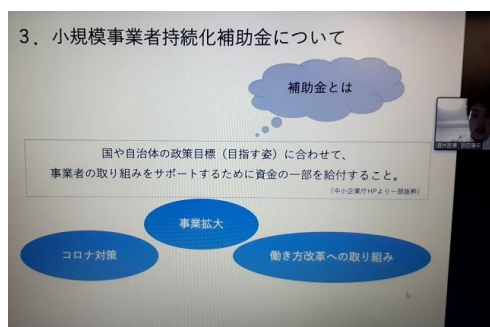 3．小規模事業者持続化補助金について
補助金とは
国や自治体の政策目標（目指す姿）に合わせて、
事業者の取り組みをサポートするために資金の一部を給付すること。
（中小企業庁HPより一部抜粋）
事業拡大
コロナ対策
働き方改革への取り組み